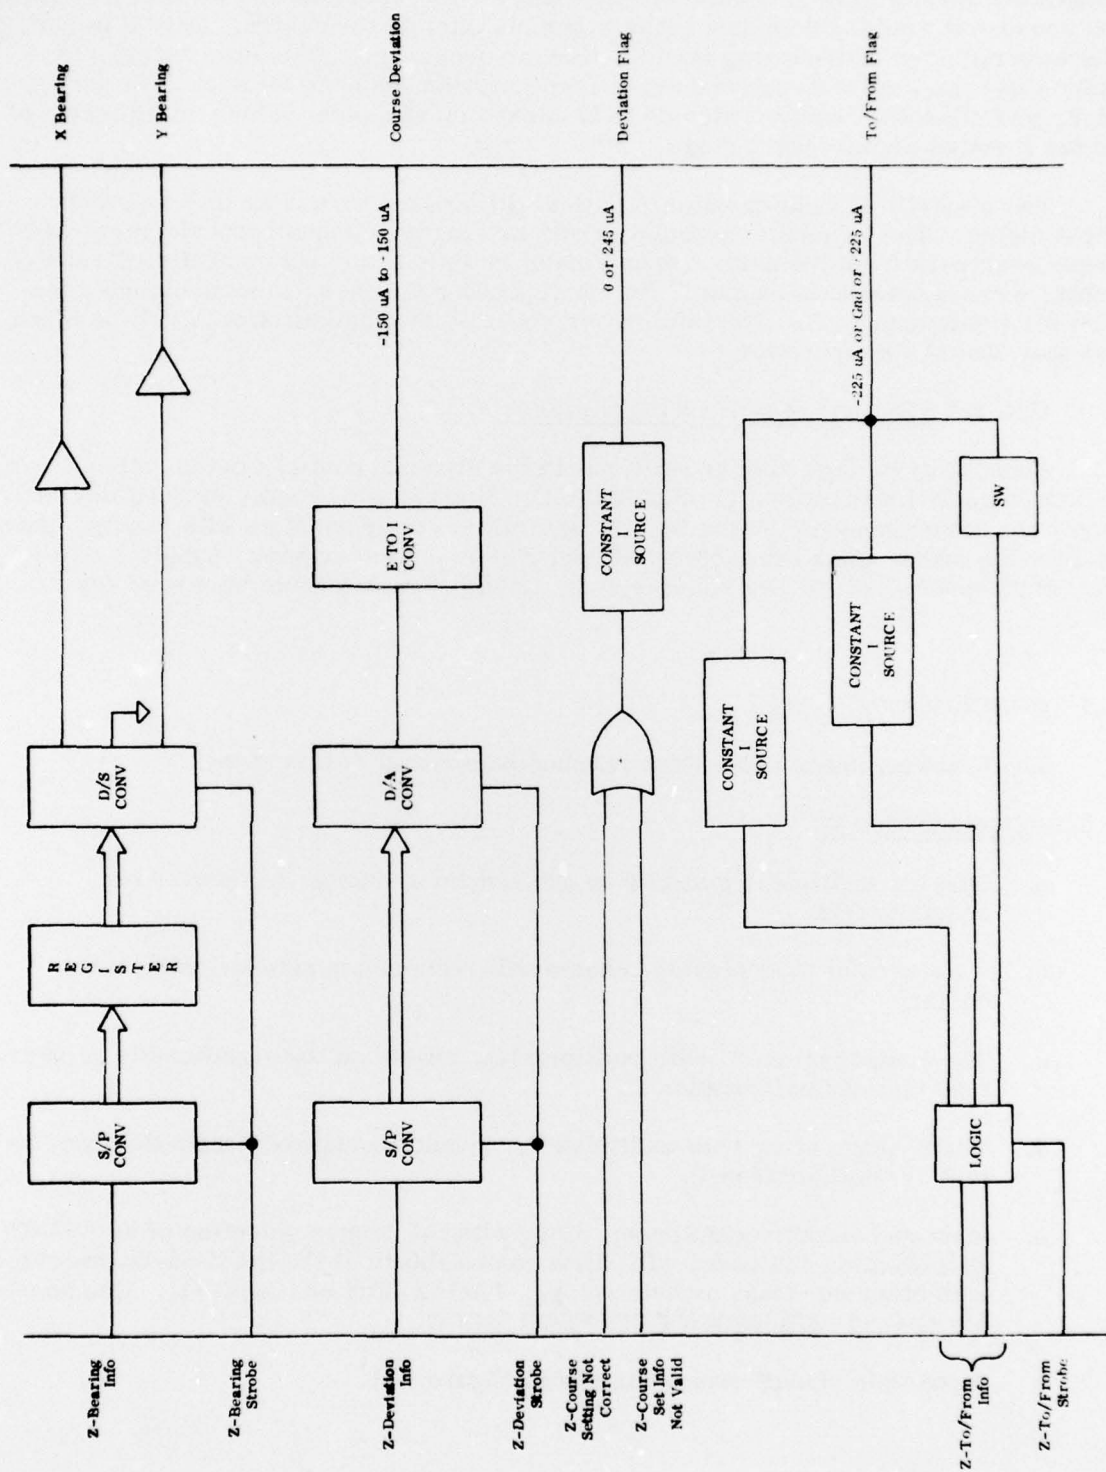 X Bearing
Y Bearing
Course Deviation
Deviation Flag
To/From Flag
-150 uA to -150 uA
0 or 245 uA
-225 uA or Gnd or -225 uA
D/S
CONV
REGISTER
S/P
CONV
E TO I
CONV
D/A
CONV
S/P
CONV
CONSTANT
I
SOURCE
CONSTANT
I
SOURCE
CONSTANT
I
SOURCE
SW
LOGIC
Z-Bearing
Info
Z-Bearing
Strobe
Z-Deviation
Info
Z-Deviation
Strobe
Z-Course
Setting Not
Correct
Z-Course
Set Info
Not Valid
Z-To/From
Info
Z-To/From
Strobe